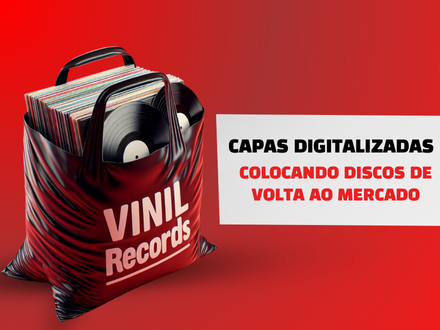 VINIL
Records
CAPAS DIGITALIZADAS
COLOCANDO DISCOS DE
VOLTA AO MERCADO